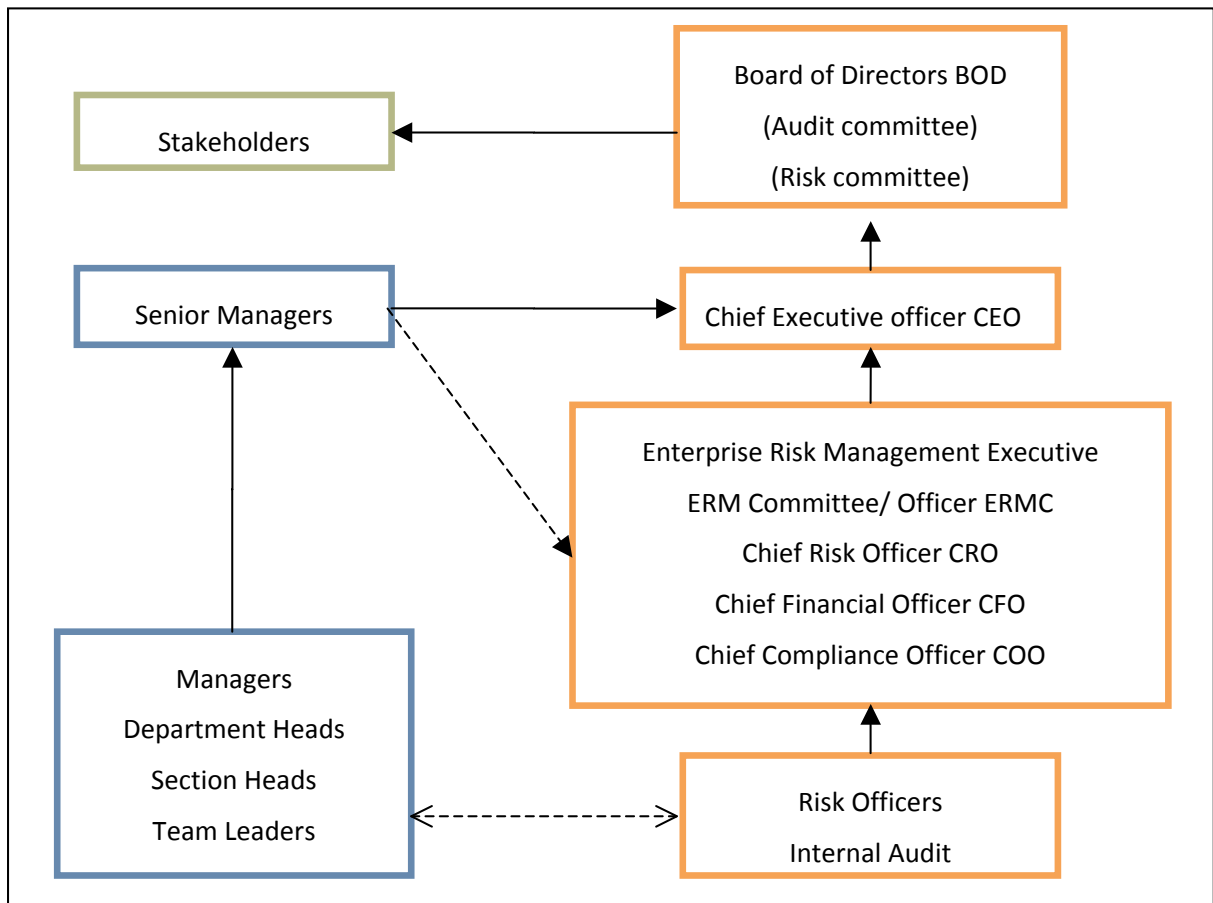 Board of Directors BOD
(Audit committee)
(Risk committee)
Stakeholders
Senior Managers
Chief Executive officer CEO
Enterprise Risk Management Executive
ERM Committee/ Officer ERMC
Chief Risk Officer CRO
Chief Financial Officer CFO
Chief Compliance Officer COO
Managers
Department Heads
Section Heads
Team Leaders
Risk Officers
Internal Audit